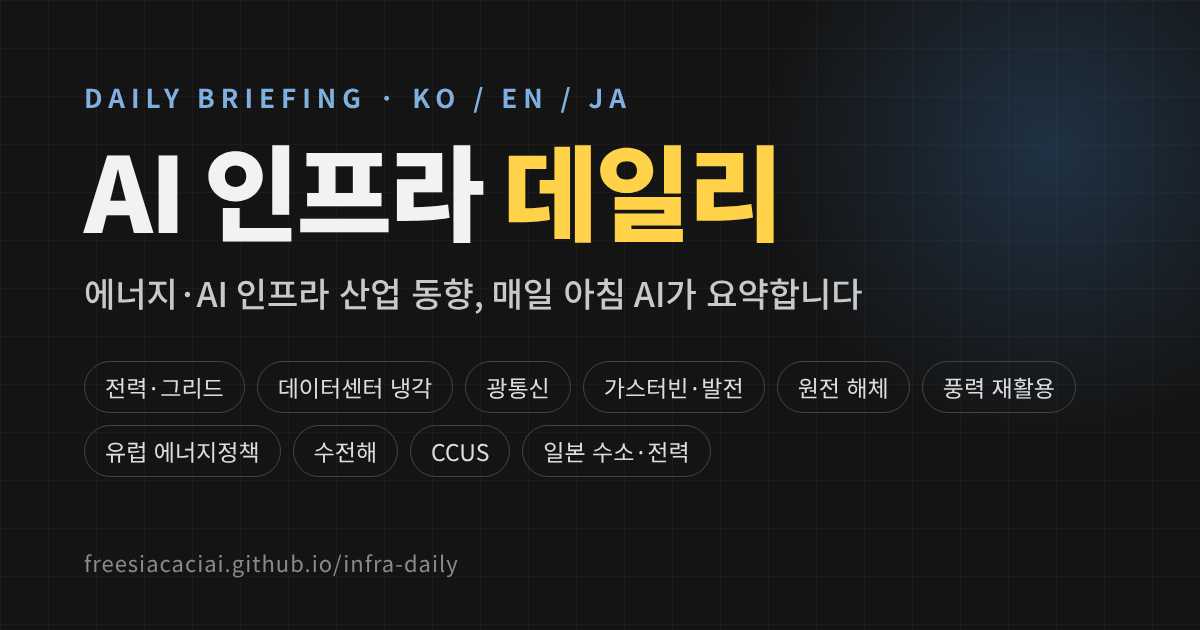 DAILY BRIEFING · KO / EN / JA
AI 인프라 데일리
에너지·AI 인프라 산업 동향, 매일 아침 AI가 요약합니다
전력·그리드 데이터센터 냉각 광통신 가스터빈·발전 원전 해체 풍력 재활용
유럽 에너지정책 수전해 CCUS 일본 수소·전력
freesiacaciai.github.io/infra-daily